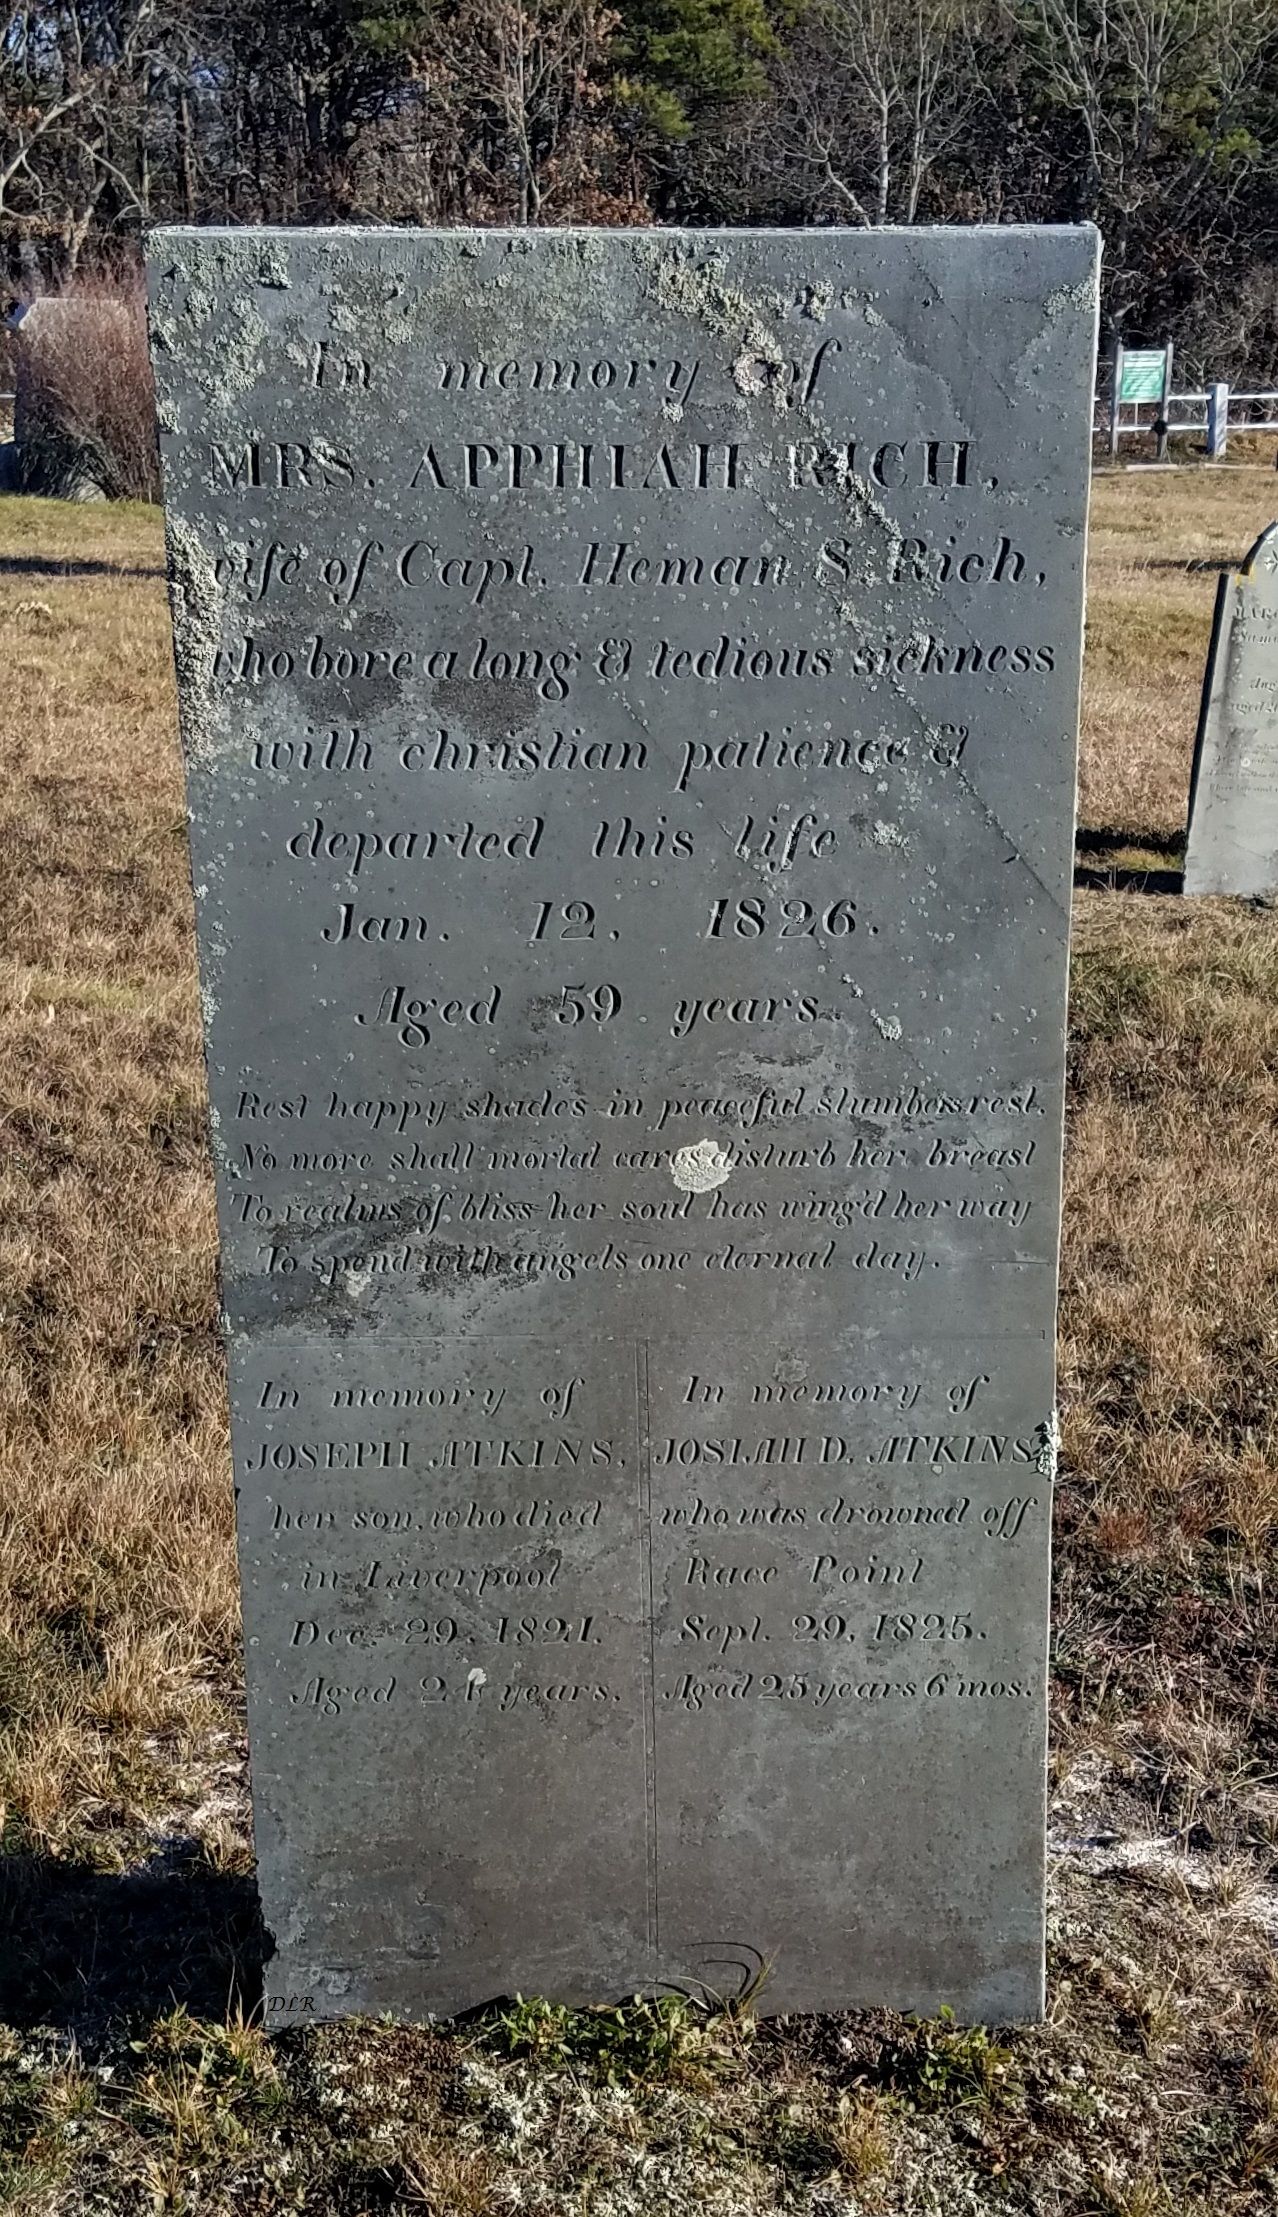 In memory of
MRS. APPHIAH RICH,
wife of Capt. Heman S. Rich,
who bore a long & tedious sickness
with christian patience &
departed this life
Jan. 12, 1826.
Aged 59 years.
Rest happy shades in peaceful slumbers rest.
No more shall mortal cares disturb her breast
To realms of bliss her soul has wing'd her way
To spend with angels one eternal day.
In memory of
JOSEPH ATKINS,
her son, who died
in Liverpool
Dec. 29, 1821.
Aged years.
In memory of
JOSIAH D. ATKINS
who was drowned off
Race Point
Sept. 29, 1825.
Aged 25 years 6 mos.
DLR